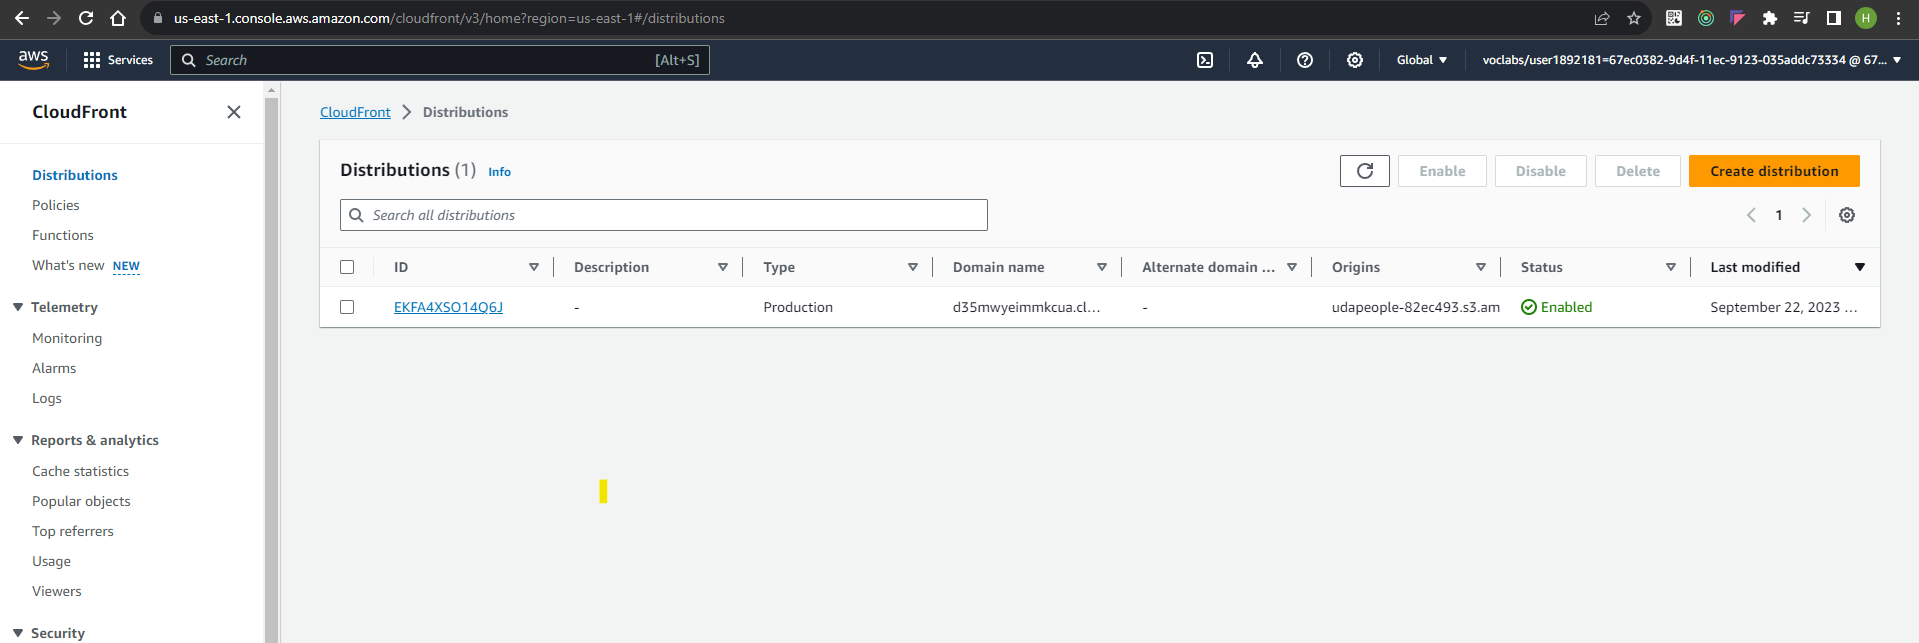 us-east-1.console.aws.amazon.com/cloudfront/v3/home?region=us-east-1#/distributions
H
aws
Services
Search
[Alt+S]
Global
voclabs/user1892181=67ec0382-9d4f-11ec-9123-035addc73334 @ 67...
CloudFront
Distributions
Policies
Functions
What's new NEW
Telemetry
Monitoring
Alarms
Logs
Reports & analytics
Cache statistics
Popular objects
Top referrers
Usage
Viewers
Security
CloudFront
Distributions
Distributions (1) Info
Enable
Disable
Delete
Create distribution
Search all distributions
1
ID Description Type Domain name Alternate domain ... Origins Status Last modified
EKFA4XSO14Q6J - Production d35mwyeimmkcua.cl... - udapeople-82ec493.s3.am Enabled September 22, 2023 ...